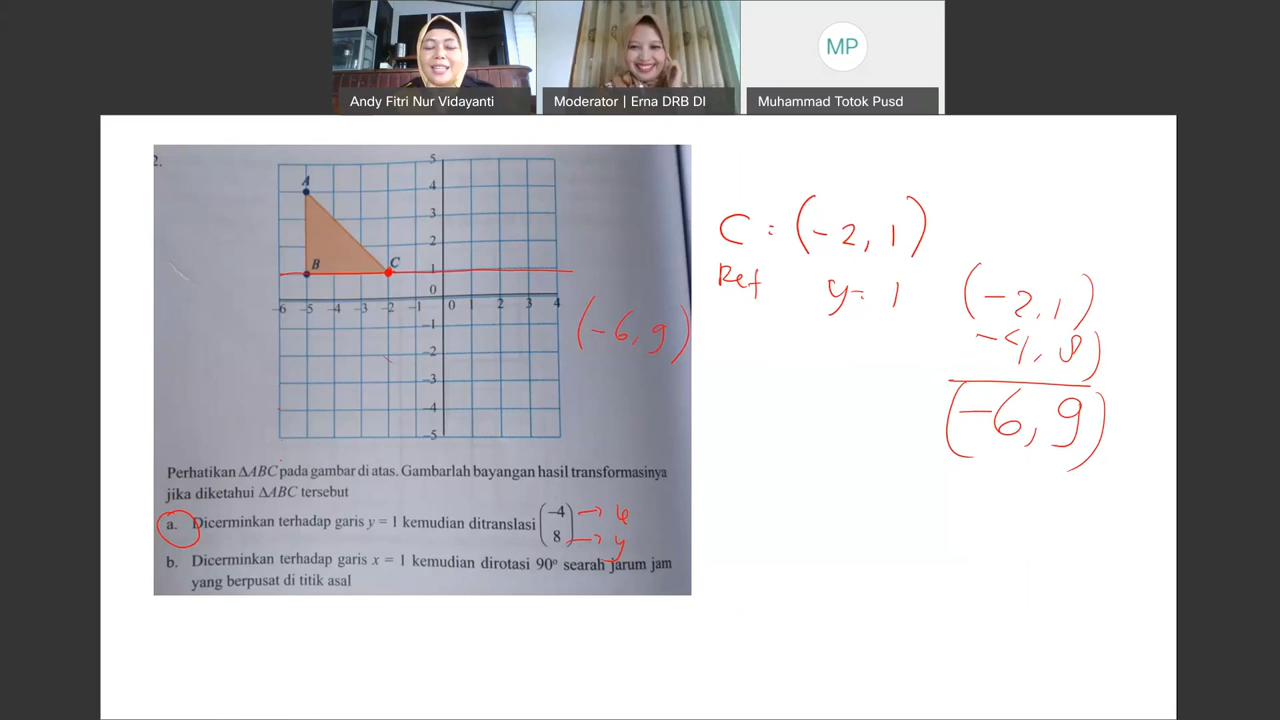 MP
Andy Fitri Nur Vidayanti
Moderator | Erna DRB DI
Muhammad Totok Pusd
2.
5
4
3
2
1
0
-6 -5 -4 -3 -2 -1 0 1 2 3 4
-1
-2
-3
-4
-5
A
B
C
(-6, 9)
Perhatikan ΔABC pada gambar di atas. Gambarlah bayangan hasil transformasinya
jika diketahui ΔABC tersebut
a. Dicerminkan terhadap garis y = 1 kemudian ditranslasi (-4 8)
→ y
b. Dicerminkan terhadap garis x = 1 kemudian dirotasi 90° searah jarum jam
yang berpusat di titik asal
C : (-2, 1)
Ref y = 1
(-2, 1)
-4, 8)
(-6, 9)